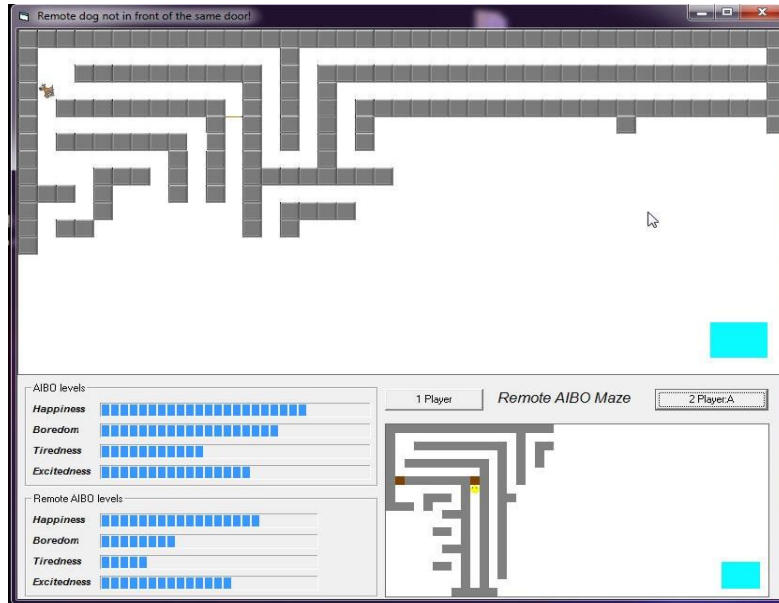 Remote dog not in front of the same door!
AIBO levels
Happiness
Boredom
Tiredness
Excitedness
1 Player
Remote AIBO Maze
2 Player:A
Remote AIBO levels
Happiness
Boredom
Tiredness
Excitedness